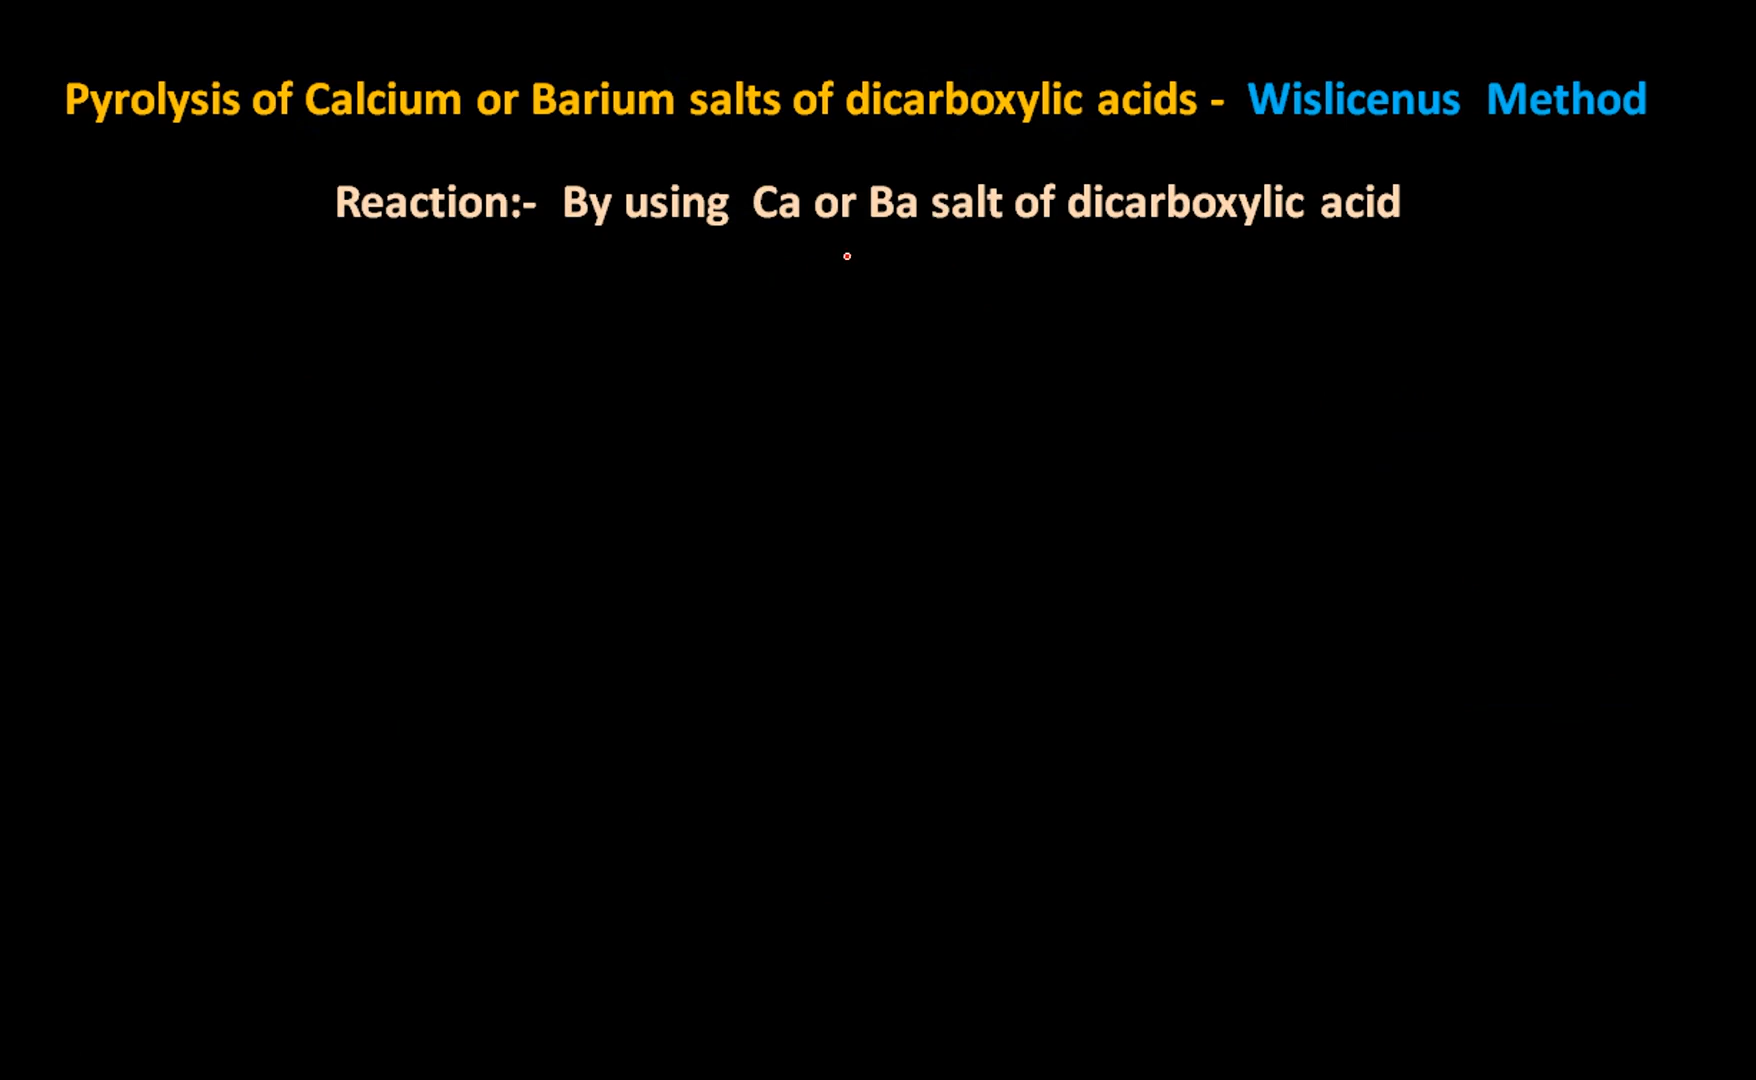 Pyrolysis of Calcium or Barium salts of dicarboxylic acids - Wislicenus Method
Reaction:- By using Ca or Ba salt of dicarboxylic acid